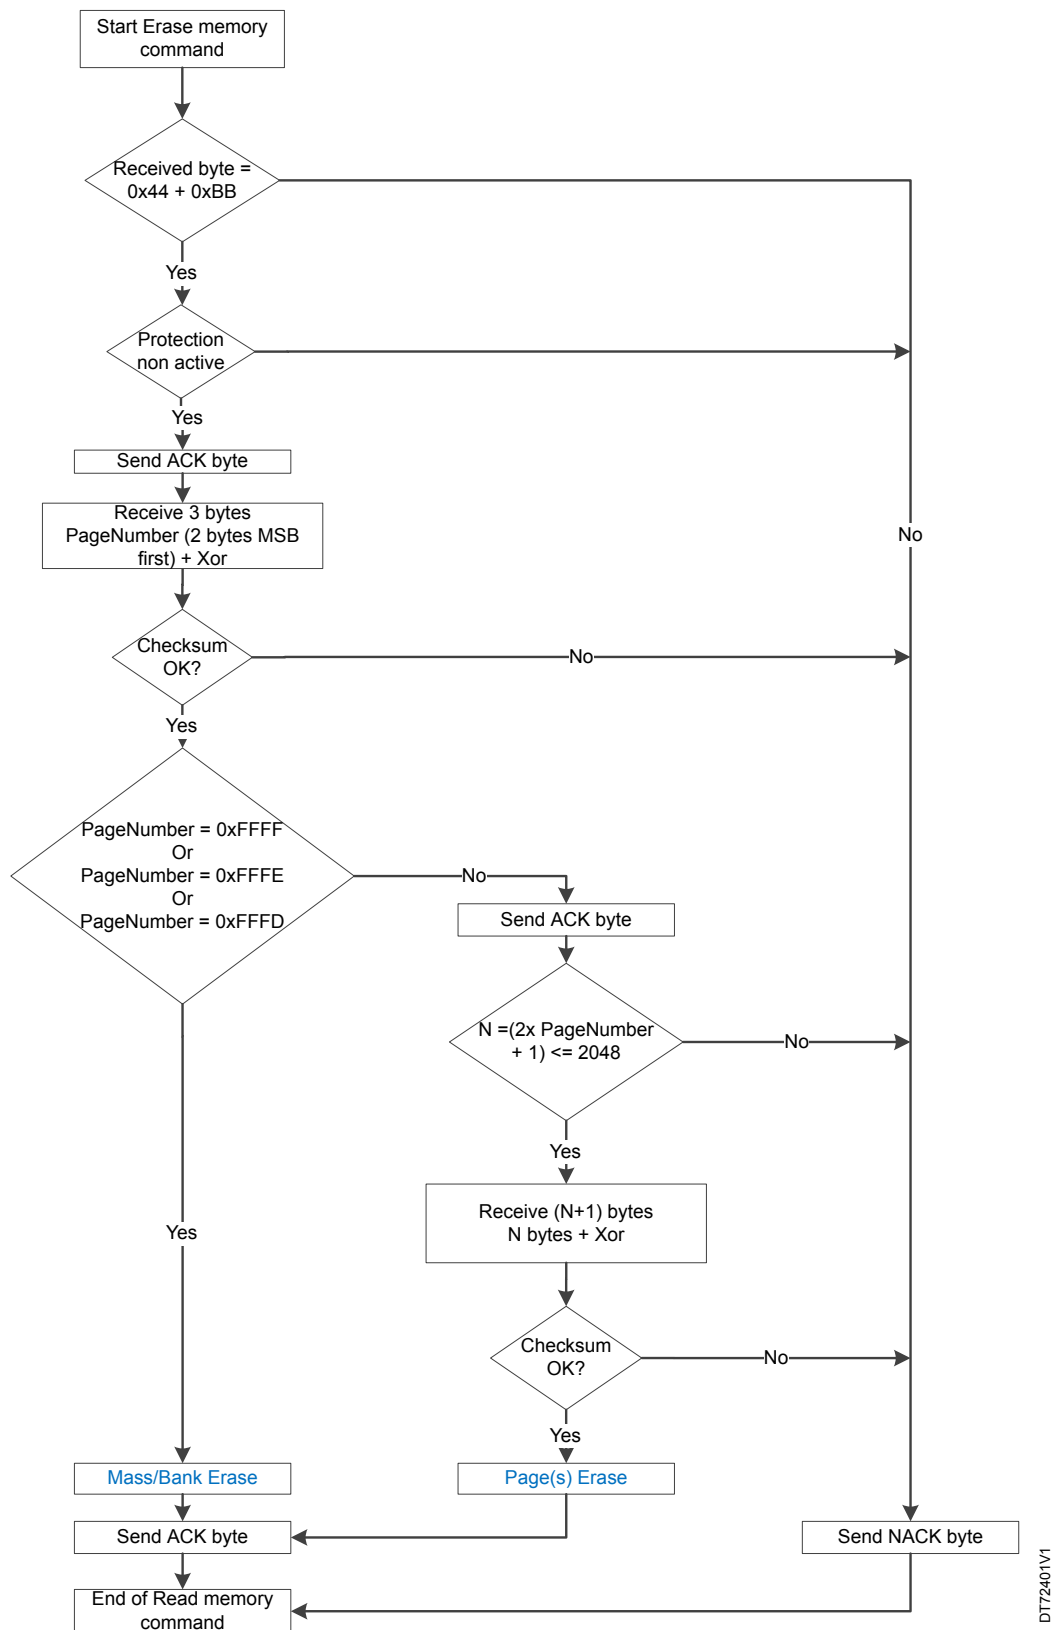 Start Erase memory
command
Received byte =
0x44 + 0xBB
Yes
Protection
non active
Yes
Send ACK byte
Receive 3 bytes
PageNumber (2 bytes MSB
first) + Xor
No
Checksum
OK?
No
Yes
PageNumber = 0xFFFF
Or
PageNumber = 0xFFFE
Or
PageNumber = 0xFFFD
No
Send ACK byte
N =(2x PageNumber
+ 1) <= 2048
No
Yes
Receive (N+1) bytes
N bytes + Xor
Yes
Checksum
OK?
No
Yes
Mass/Bank Erase
Page(s) Erase
Send ACK byte
Send NACK byte
End of Read memory
command
DT72401V1